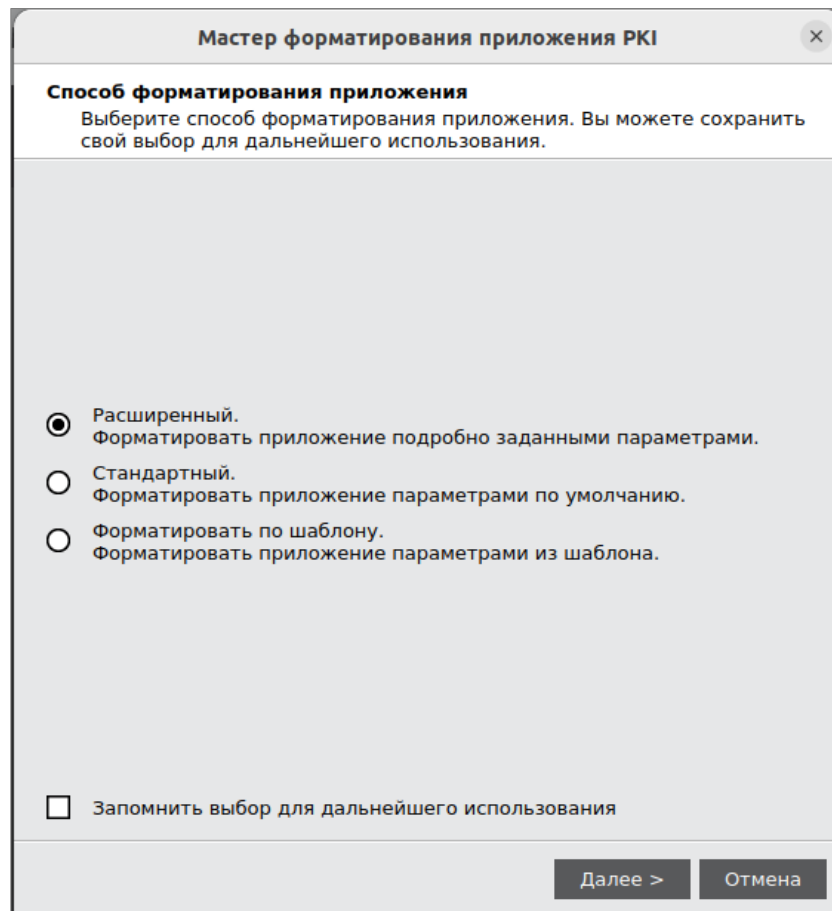 Мастер форматирования приложения PKI
Способ форматирования приложения
Выберите способ форматирования приложения. Вы можете сохранить
свой выбор для дальнейшего использования.
Расширенный.
Форматировать приложение подробно заданными параметрами.
Стандартный.
Форматировать приложение параметрами по умолчанию.
Форматировать по шаблону.
Форматировать приложение параметрами из шаблона.
Запомнить выбор для дальнейшего использования
Далее > Отмена